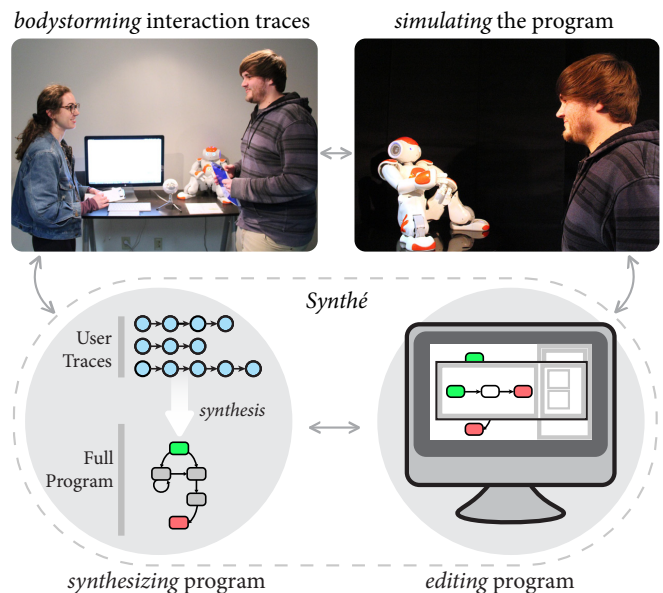 bodystorming interaction traces
simulating the program
Synthé
User
Traces
synthesis
Full
Program
synthesizing program
editing program